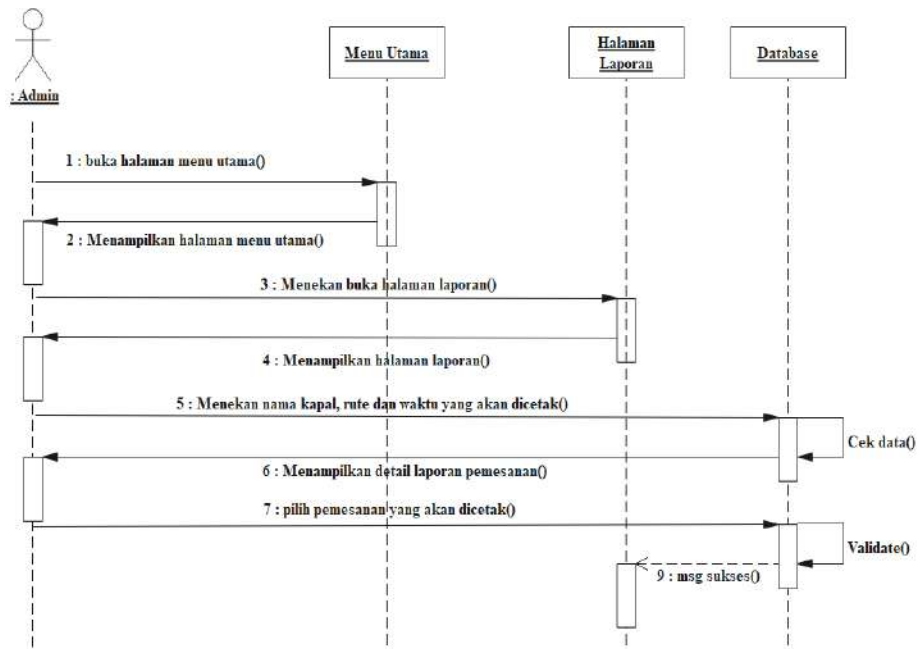 Menu Utama
Halaman
Laporan
Database
: Admin
1 : buka halaman menu utama()
2 : Menampilkan halaman menu utama()
3 : Menekan buka halaman laporan()
4 : Menampilkan halaman laporan()
5 : Menekan nama kapal, rute dan waktu yang akan dicetak()
Cek data()
6 : Menampilkan detail laporan pemesanan()
7 : pilih pemesanan yang akan dicetak()
Validate()
9 : msg sukses()